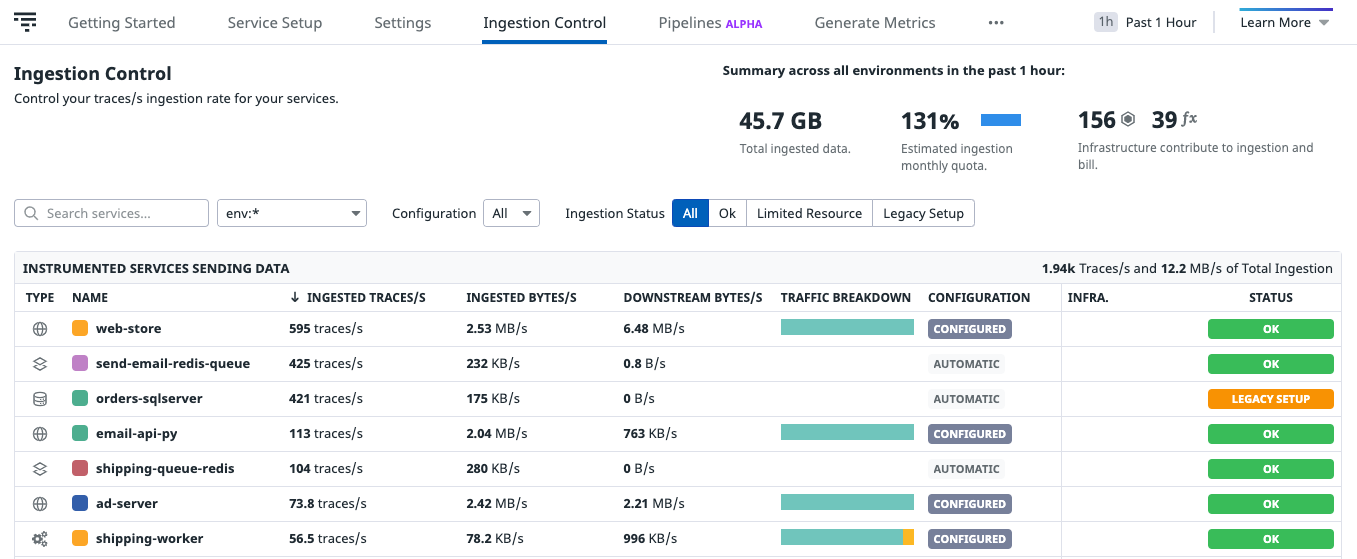 Getting Started Service Setup Settings Ingestion Control Pipelines ALPHA Generate Metrics ••• 1h Past 1 Hour Learn More
Ingestion Control
Control your traces/s ingestion rate for your services.
Summary across all environments in the past 1 hour:
45.7 GB 131% 156 39 fx
Total ingested data. Estimated ingestion monthly quota. Infrastructure contribute to ingestion and bill.
Search services... env:* Configuration All Ingestion Status All Ok Limited Resource Legacy Setup
INSTRUMENTED SERVICES SENDING DATA 1.94k Traces/s and 12.2 MB/s of Total Ingestion
TYPE NAME ↓ INGESTED TRACES/S INGESTED BYTES/S DOWNSTREAM BYTES/S TRAFFIC BREAKDOWN CONFIGURATION INFRA. STATUS
web-store 595 traces/s 2.53 MB/s 6.48 MB/s CONFIGURED OK
send-email-redis-queue 425 traces/s 232 KB/s 0.8 B/s AUTOMATIC OK
orders-sqlserver 421 traces/s 175 KB/s 0 B/s AUTOMATIC LEGACY SETUP
email-api-py 113 traces/s 2.04 MB/s 763 KB/s CONFIGURED OK
shipping-queue-redis 104 traces/s 280 KB/s 0 B/s AUTOMATIC OK
ad-server 73.8 traces/s 2.42 MB/s 2.21 MB/s CONFIGURED OK
shipping-worker 56.5 traces/s 78.2 KB/s 996 KB/s CONFIGURED OK